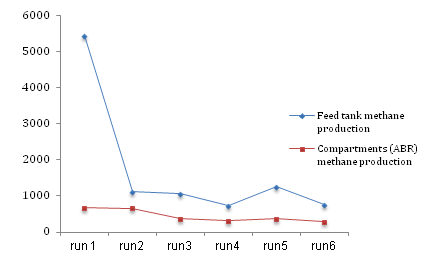 6000
5000
4000
3000
2000
1000
0
run 1
run2
run3
run4
run5
run6
Feed tank methane
production
Compartments (ABR)
methane production